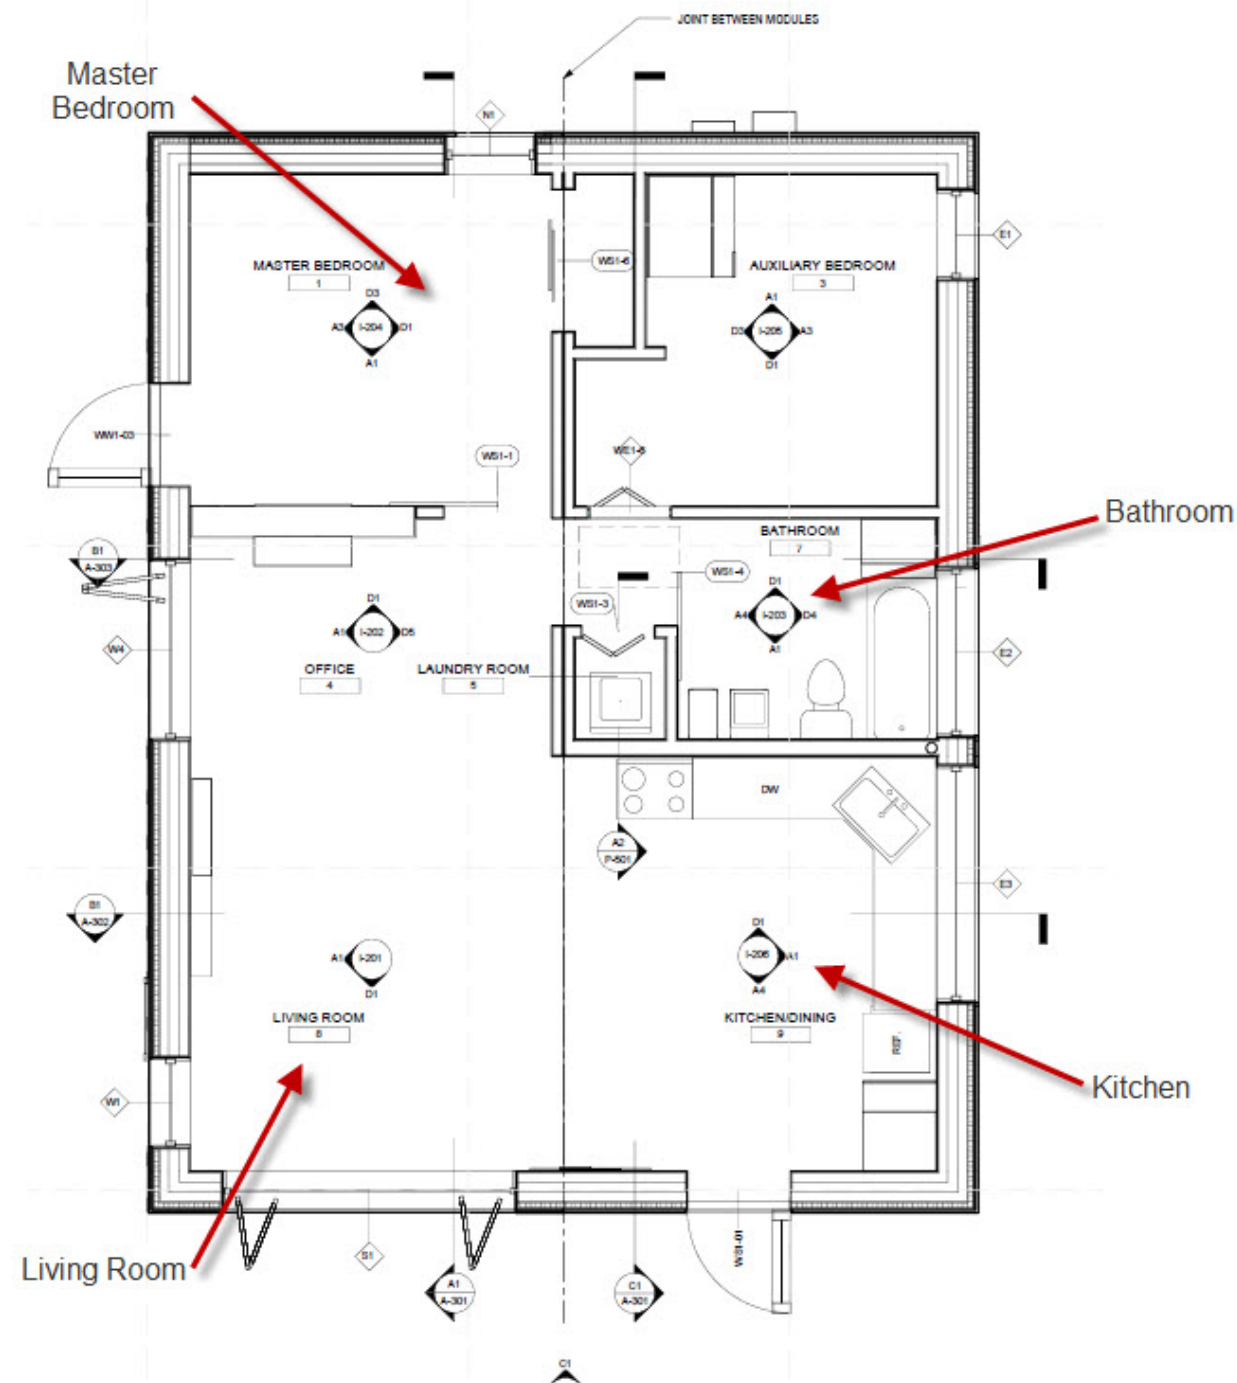 JOINT BETWEEN MODULES
Master
Bedroom
N1
E1
MASTER BEDROOM
1
WS1-6
AUXILIARY BEDROOM
3
D3
A3 I-204 D1
A1
A1
D3 I-205 A3
D1
WW1-03
WS1-1
Bathroom
BATHROOM
7
B1
A-303
WS1-4
WS1-3
D1
A4 I-203 D4
A1
D1
A1 I-202 D5
W4
E2
OFFICE
4
LAUNDRY ROOM
5
DW
A2
P-501
E3
B1
A-302
D1
I-206 A1
A4
A1 I-201
D1
LIVING ROOM
8
KITCHEN/DINING
9
REF.
Kitchen
W1
Living Room
S1
WS1-01
A1
A-301
C1
A-301
C1